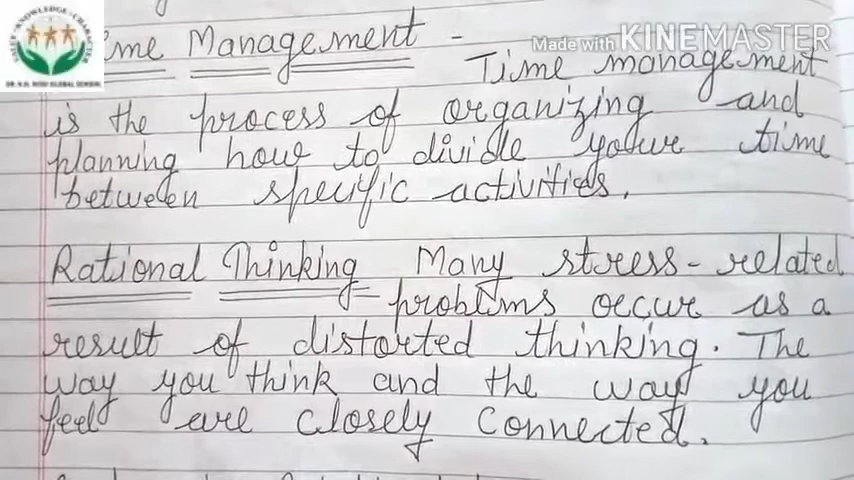 Made with KINEMASTER
ime Management -
Time management
is the process of organizing and
planning how to divide your time
between specific activities.
Rational Thinking Many stress-related
- problems occur as a
result of distorted thinking. The
way you think and the way you
feel are closely connected.